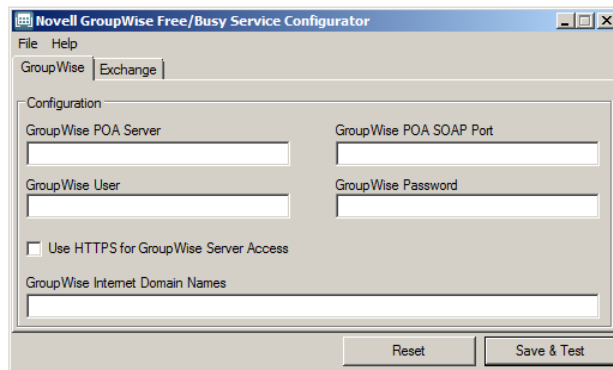 Novell GroupWise Free/Busy Service Configurator
File Help
GroupWise Exchange
Configuration
GroupWise POA Server GroupWise POA SOAP Port
GroupWise User GroupWise Password
Use HTTPS for GroupWise Server Access
GroupWise Internet Domain Names
Reset Save & Test